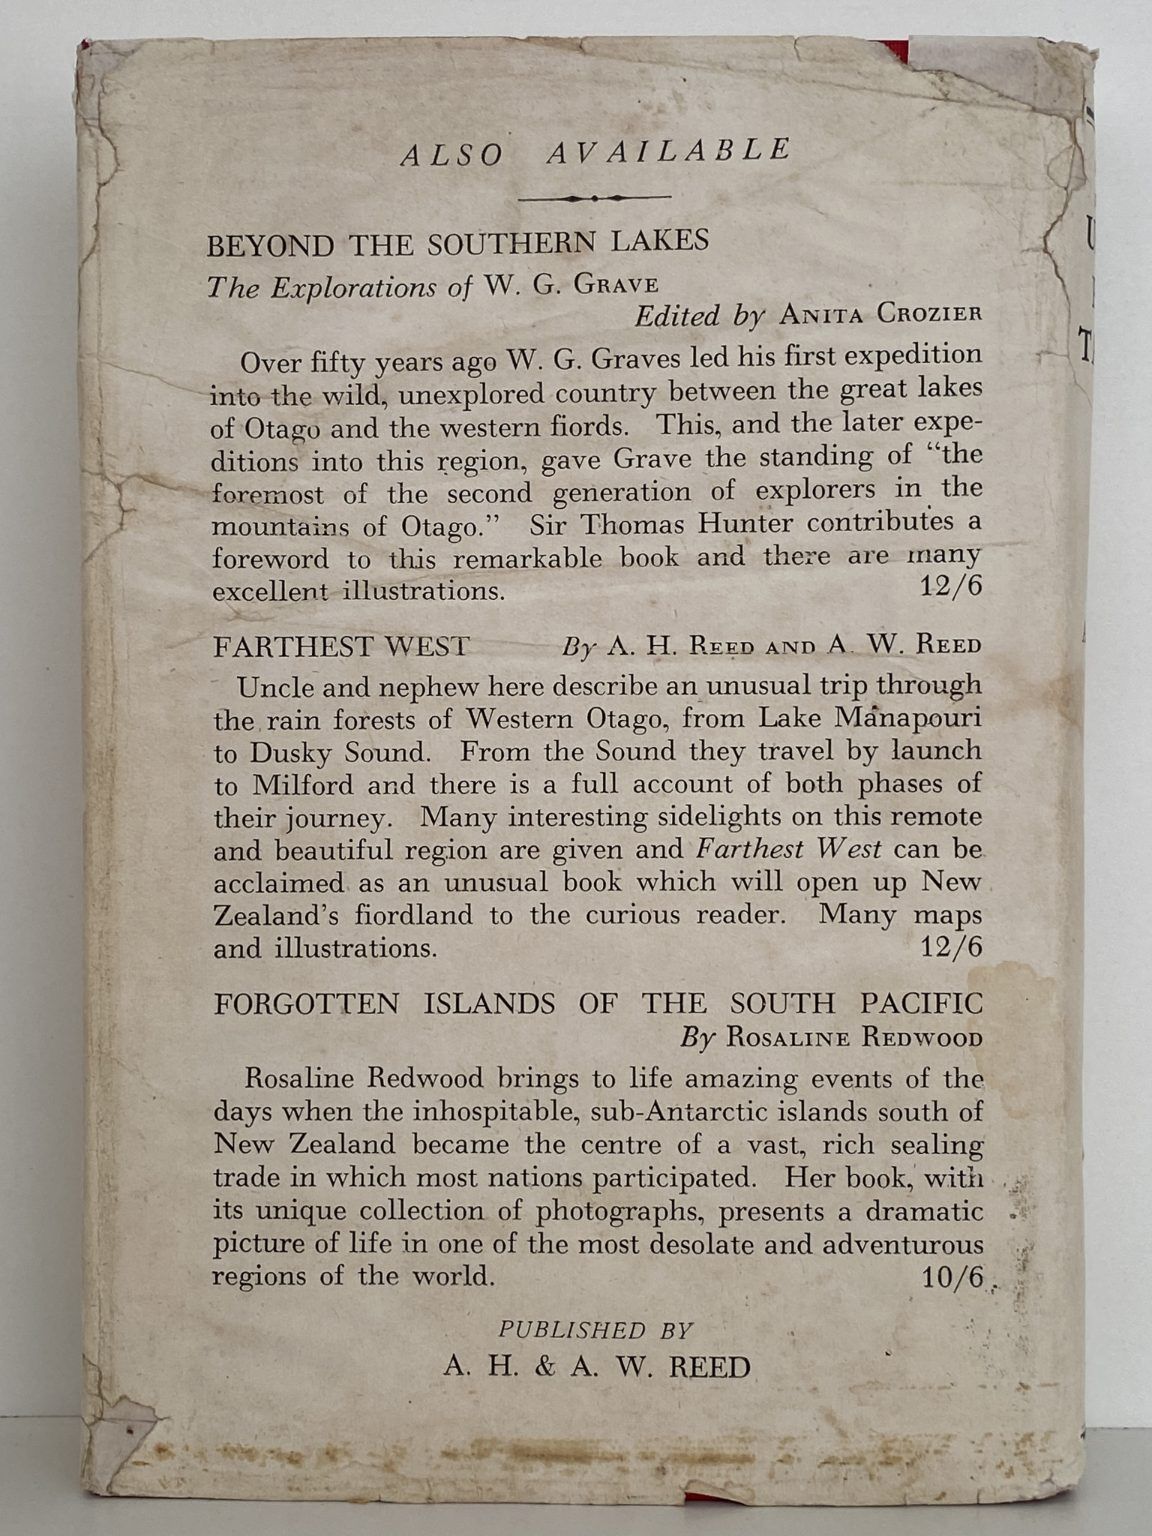 ALSO AVAILABLE
BEYOND THE SOUTHERN LAKES
The Explorations of W. G. GRAVE
Edited by ANITA CROZIER
Over fifty years ago W. G. Graves led his first expedition
into the wild, unexplored country between the great lakes
of Otago and the western fiords. This, and the later expe-
ditions into this region, gave Grave the standing of “the
foremost of the second generation of explorers in the
mountains of Otago.” Sir Thomas Hunter contributes a
foreword to this remarkable book and there are many
excellent illustrations. 12/6
FARTHEST WEST By A. H. REED AND A. W. REED
Uncle and nephew here describe an unusual trip through
the rain forests of Western Otago, from Lake Manapouri
to Dusky Sound. From the Sound they travel by launch
to Milford and there is a full account of both phases of
their journey. Many interesting sidelights on this remote
and beautiful region are given and Farthest West can be
acclaimed as an unusual book which will open up New
Zealand’s fiordland to the curious reader. Many maps
and illustrations. 12/6
FORGOTTEN ISLANDS OF THE SOUTH PACIFIC
By ROSALINE REDWOOD
Rosaline Redwood brings to life amazing events of the
days when the inhospitable, sub-Antarctic islands south of
New Zealand became the centre of a vast, rich sealing
trade in which most nations participated. Her book, with
its unique collection of photographs, presents a dramatic
picture of life in one of the most desolate and adventurous
regions of the world. 10/6
PUBLISHED BY
A. H. & A. W. REED